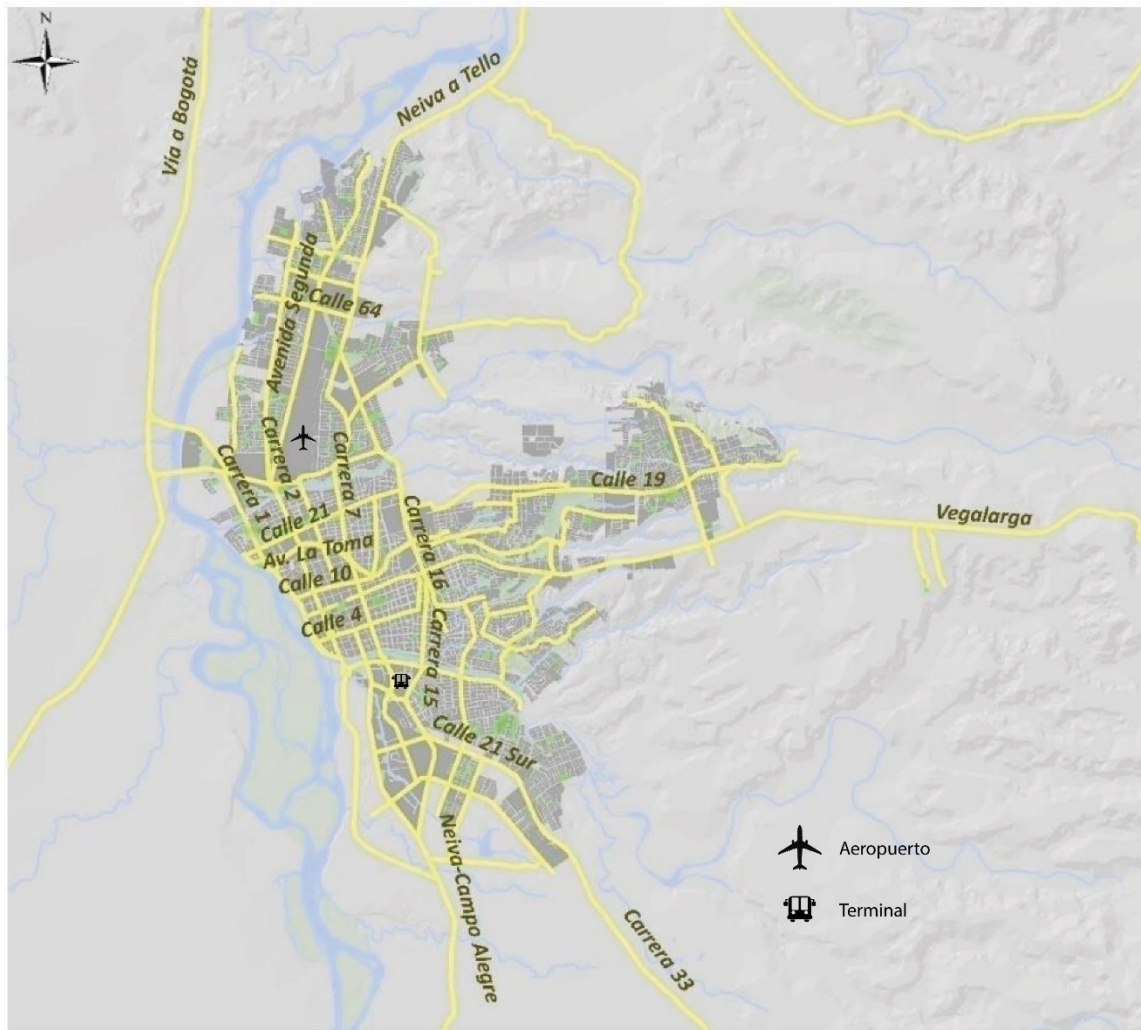 N
Vía a Bogotá
Neiva a Tello
Avenida Segunda
Calle 64
Carrera 1
Carrera 2
Carrera 7
Calle 21
Av. La Toma
Calle 10
Calle 4
Carrera 16
Calle 19
Vegalarga
Carrera 15
Calle 21 Sur
Neiva-Campo Alegre
Carrera 33
Aeropuerto
Terminal